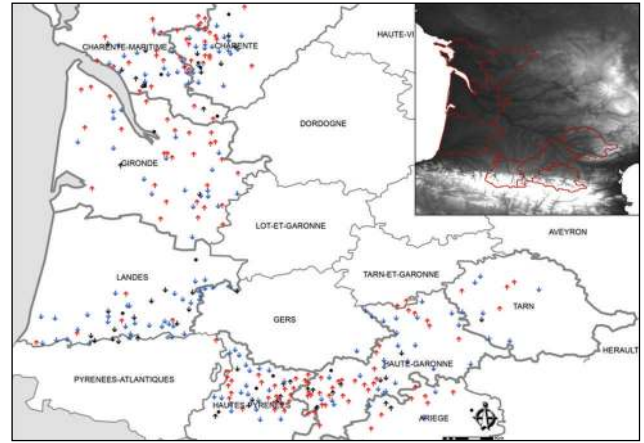 HAUTE-VI
CHARENTE-MARITIME
CHARENTE
DORDOGNE
GIRONDE
LOT-ET-GARONNE
AVEYRON
TARN-ET-GARONNE
LANDES
TARN
GERS
HERAULT
HAUTE-GARONNE
PYRENEES-ATLANTIQUES
HAUTES-PYRENEES
ARIEGE